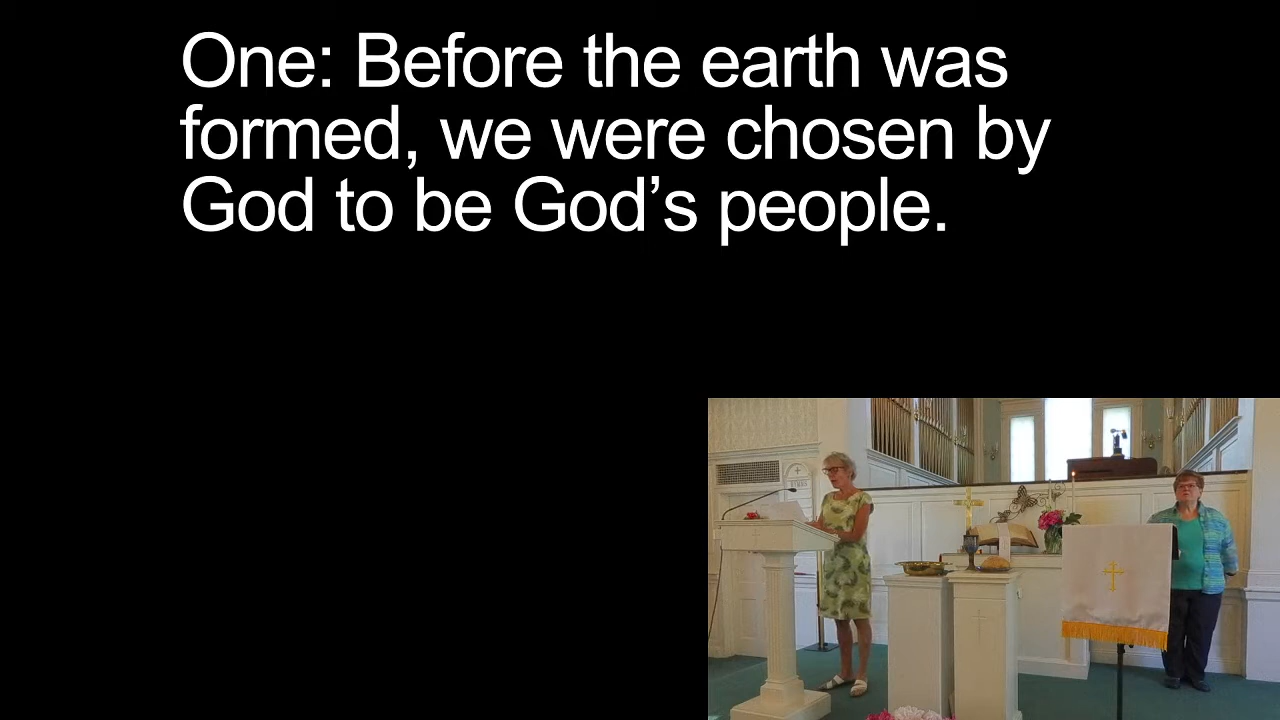 One: Before the earth was
formed, we were chosen by
God to be God’s people.